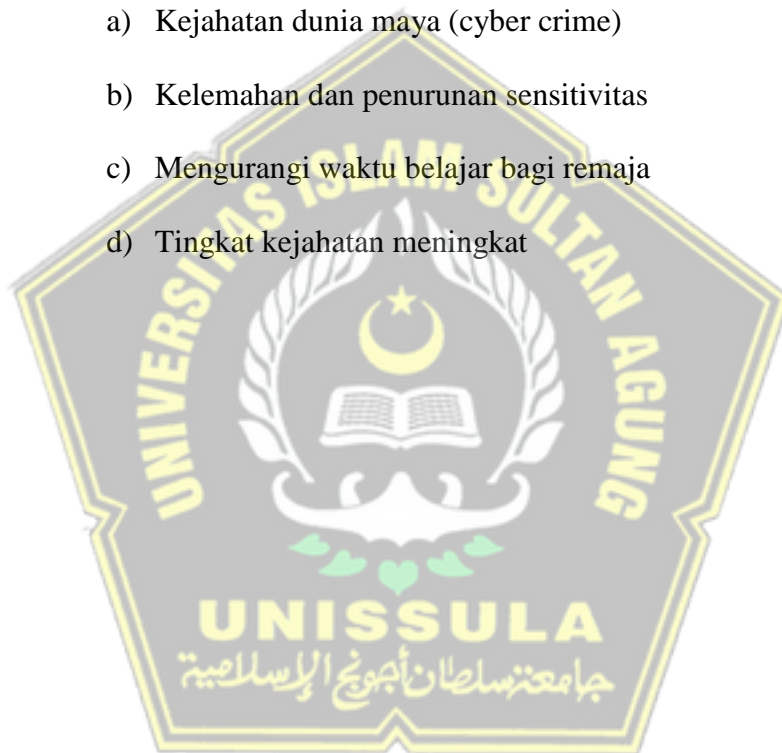 a) Kejahatan dunia maya (cyber crime)
b) Kelemahan dan penurunan sensitivitas
c) Mengurangi waktu belajar bagi remaja
d) Tingkat kejahatan meningkat
UNIVERSITAS ISLAM SULTAN AGUNG
UNISSULA
جامعة سلطان أجونج الإسلامية